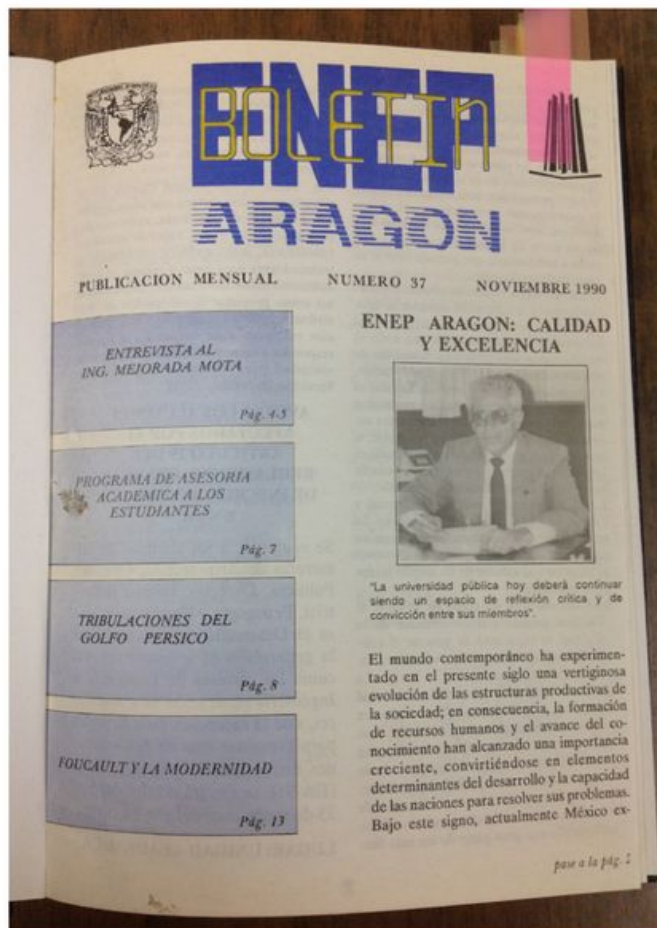 BOLETIN
ENEP
ARAGON
PUBLICACION MENSUAL NUMERO 37 NOVIEMBRE 1990
ENTREVISTA AL
ING. MEJORADA MOTA
Pág. 4-5
PROGRAMA DE ASESORIA
ACADEMICA A LOS
ESTUDIANTES
Pág. 7
TRIBULACIONES DEL
GOLFO PERSICO
Pág. 8
FOUCAULT Y LA MODERNIDAD
Pág. 13
ENEP ARAGON: CALIDAD
Y EXCELENCIA
"La universidad pública hoy deberá continuar
siendo un espacio de reflexión crítica y de
convicción entre sus miembros".
El mundo contemporáneo ha experimen-
tado en el presente siglo una vertiginosa
evolución de las estructuras productivas de
la sociedad; en consecuencia, la formación
de recursos humanos y el avance del co-
nocimiento han alcanzado una importancia
creciente, convirtiéndose en elementos
determinantes del desarrollo y la capacidad
de las naciones para resolver sus problemas.
Bajo este signo, actualmente México ex-
pase a la pág.